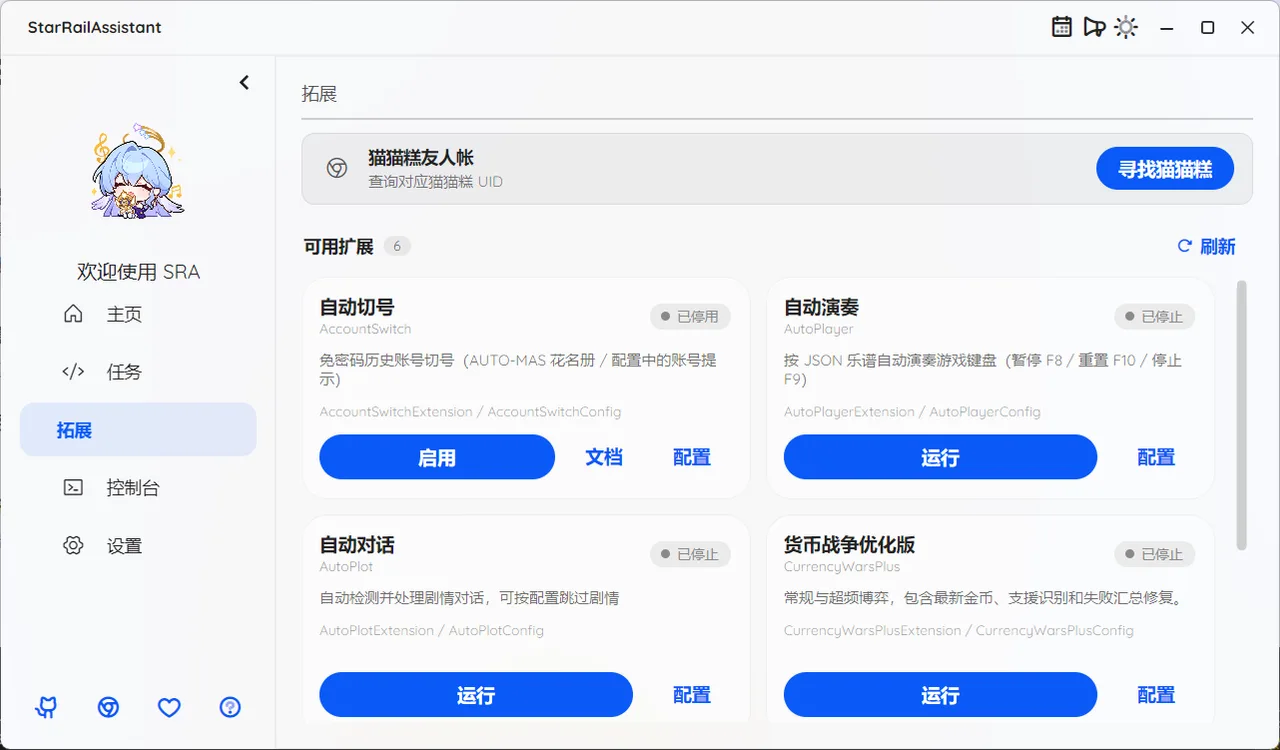 StarRailAssistant
欢迎使用 SRA
主页
任务
拓展
控制台
设置
拓展
猫猫糕友人帐
查询对应猫猫糕 UID
寻找猫猫糕
可用扩展 6
刷新
自动切号
AccountSwitch
已停用
免密码历史账号切号（AUTO-MAS 花名册 / 配置中的账号提
示）
AccountSwitchExtension / AccountSwitchConfig
启用 文档 配置
自动演奏
AutoPlayer
已停止
按 JSON 乐谱自动演奏游戏键盘（暂停 F8 / 重置 F10 / 停止
F9）
AutoPlayerExtension / AutoPlayerConfig
运行 配置
自动对话
AutoPlot
已停止
自动检测并处理剧情对话，可按配置跳过剧情
AutoPlotExtension / AutoPlotConfig
运行 配置
货币战争优化版
CurrencyWarsPlus
已停止
常规与超频博弈，包含最新金币、支援识别和失败汇总修复。
CurrencyWarsPlusExtension / CurrencyWarsPlusConfig
运行 配置